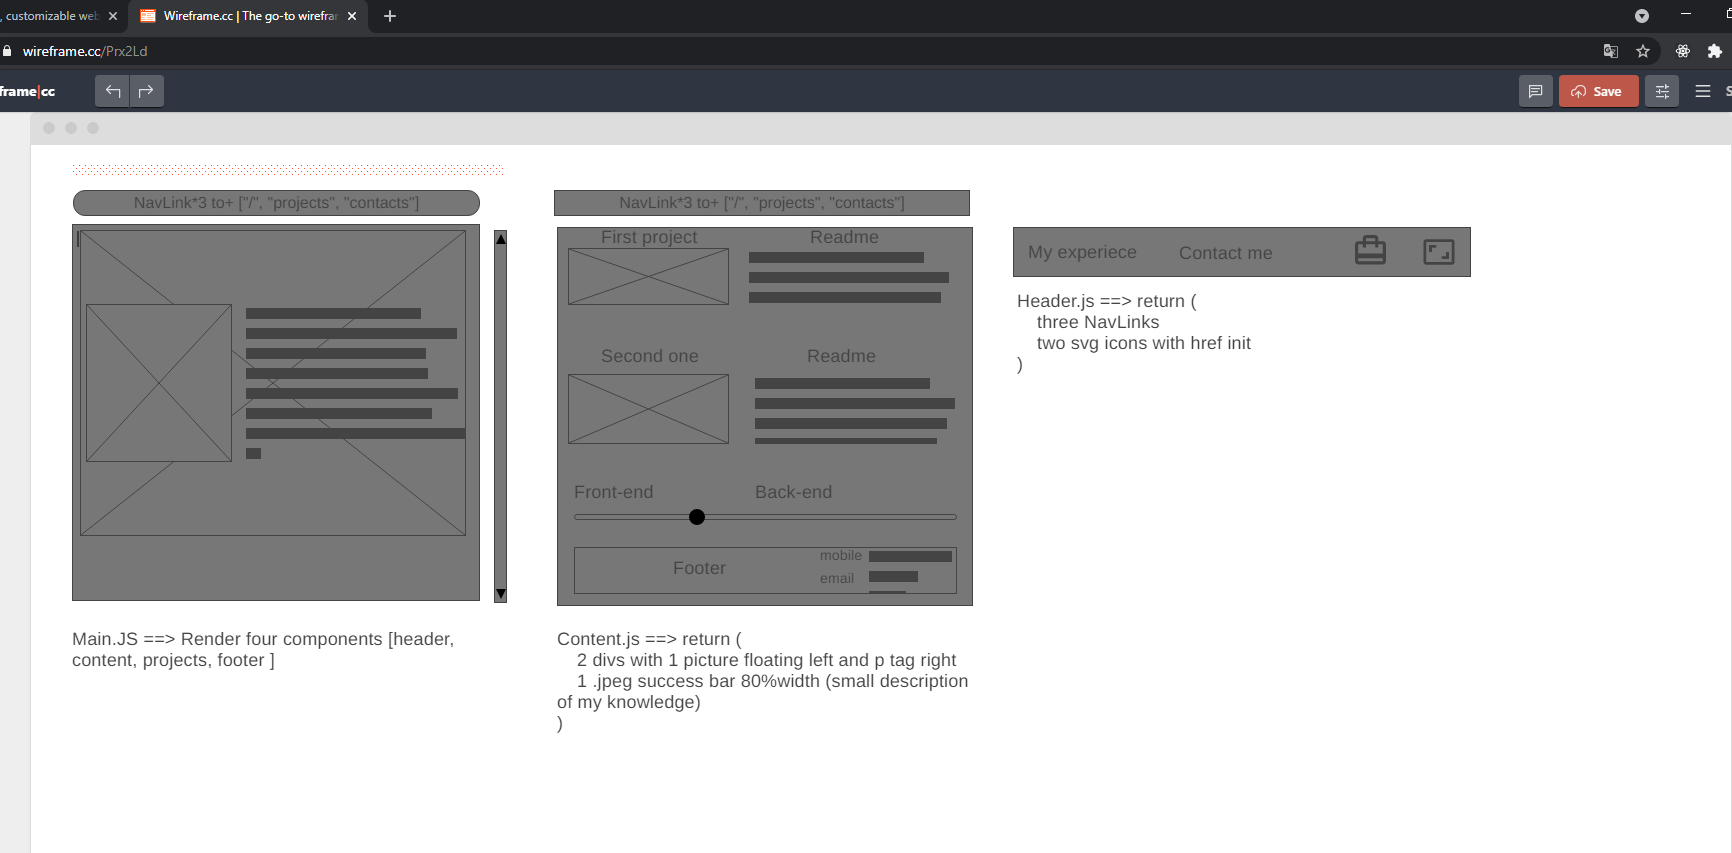 , customizable web
Wireframe.cc | The go-to wirefra
wireframe.cc/Prx2Ld
frame|cc
Save
S
NavLink*3 to+ ["/", "projects", "contacts"]
NavLink*3 to+ ["/", "projects", "contacts"]
First project
Readme
Second one
Readme
Front-end
Back-end
Footer
mobile
email
My experiece
Contact me
Header.js ==> return (
three NavLinks
two svg icons with href init
)
Main.JS ==> Render four components [header,
content, projects, footer ]
Content.js ==> return (
2 divs with 1 picture floating left and p tag right
1 .jpeg success bar 80%width (small description
of my knowledge)
)